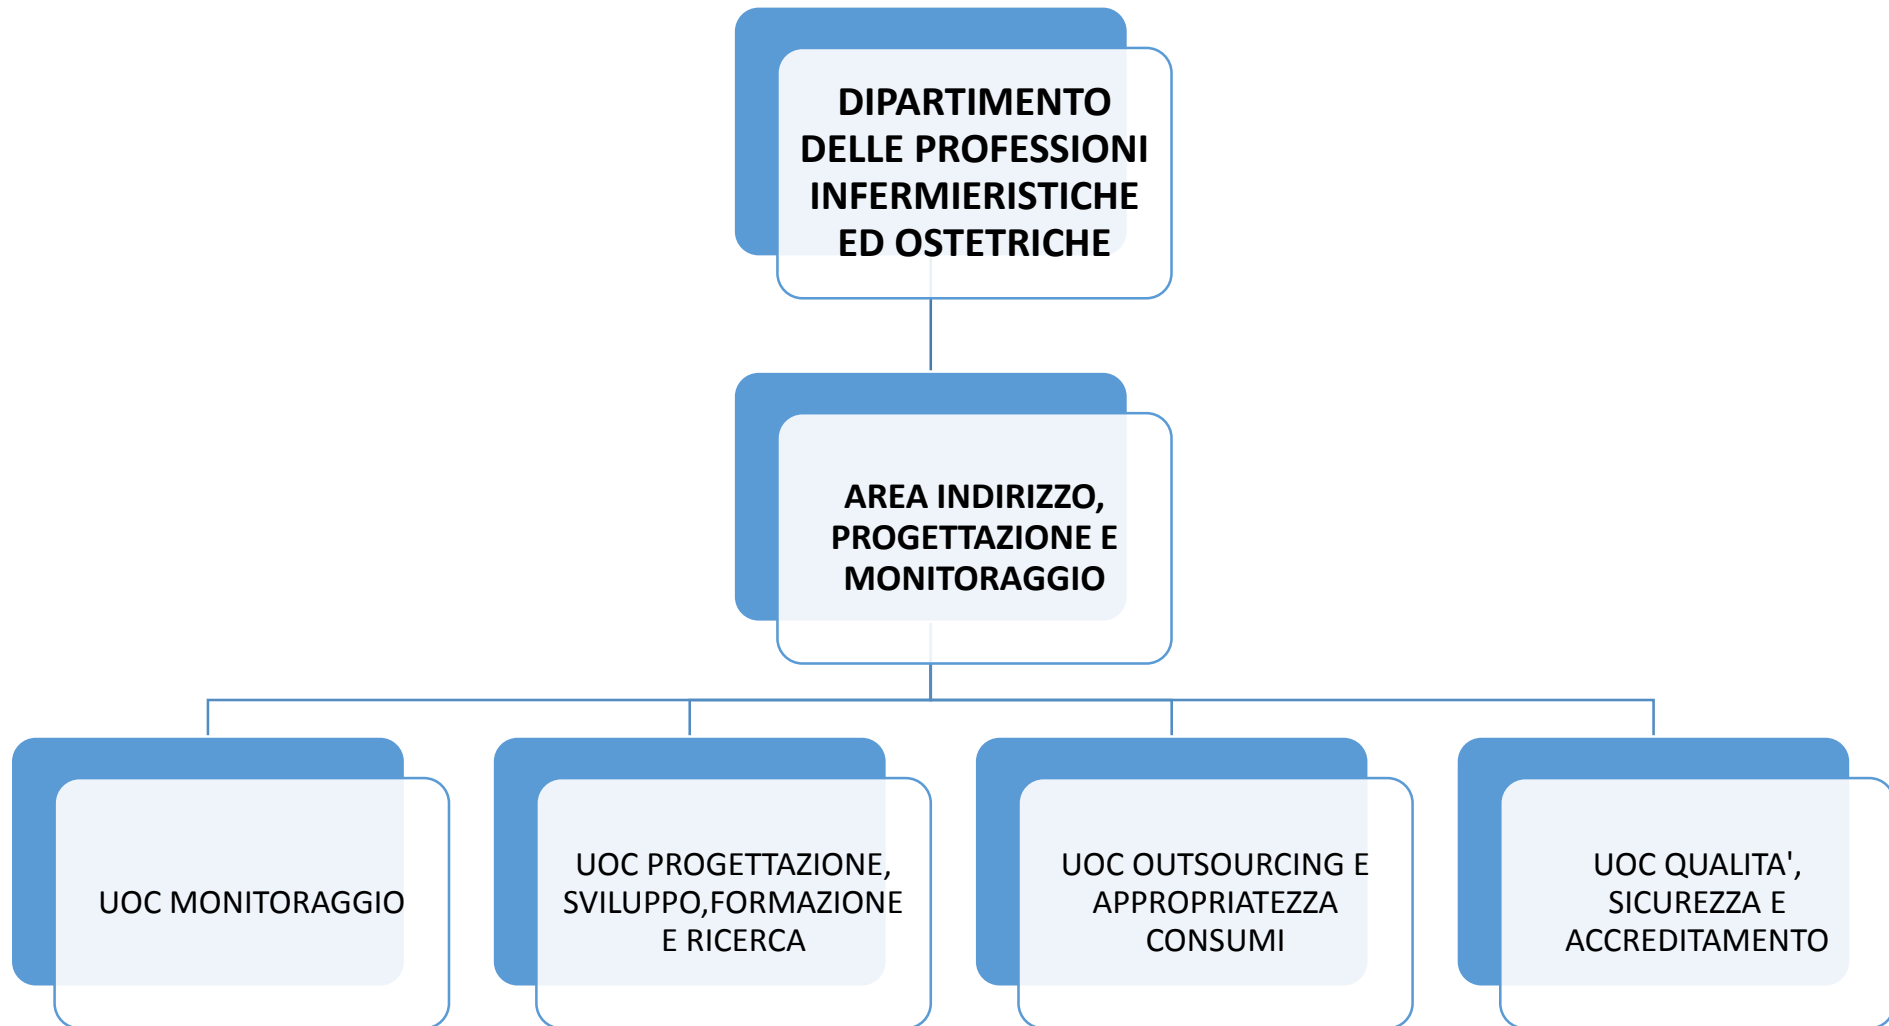 DIPARTIMENTO
DELLE PROFESSIONI
INFERMIERISTICHE
ED OSTETRICHE
AREA INDIRIZZO,
PROGETTAZIONE E
MONITORAGGIO
UOC MONITORAGGIO
UOC PROGETTAZIONE,
SVILUPPO,FORMAZIONE
E RICERCA
UOC OUTSOURCING E
APPROPRIATEZZA
CONSUMI
UOC QUALITA',
SICUREZZA E
ACCREDITAMENTO